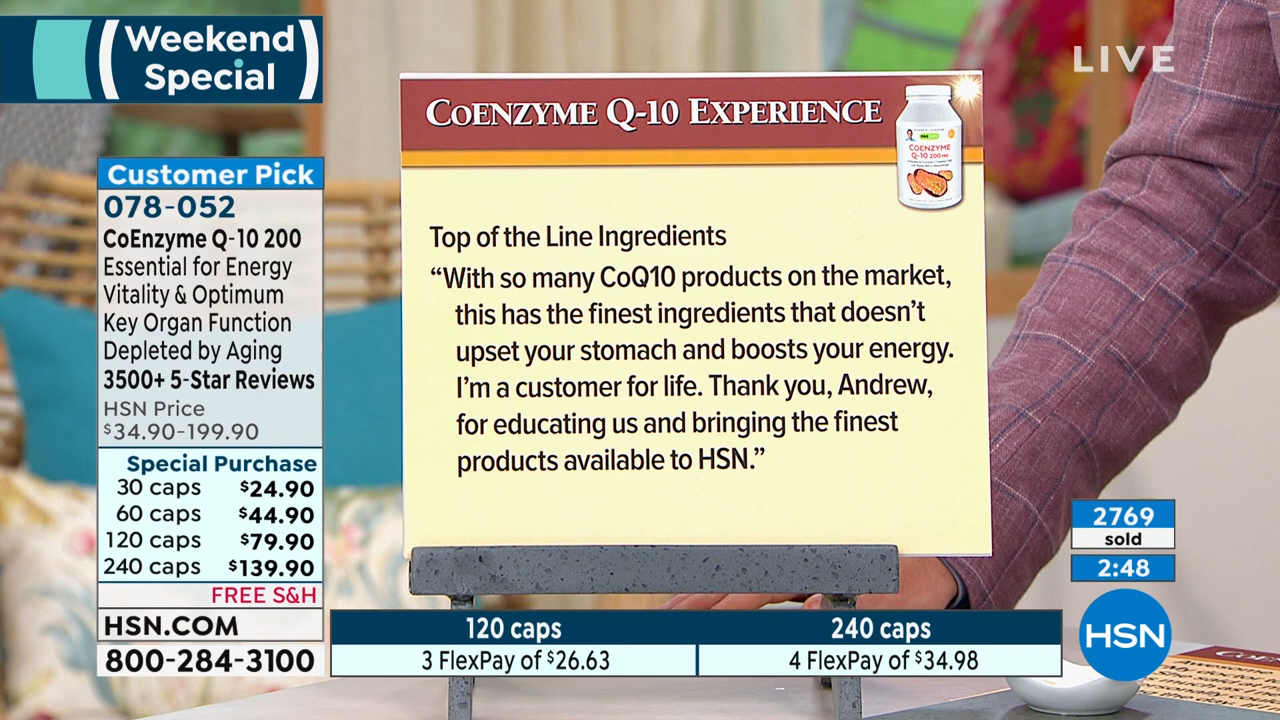 Weekend
Special
LIVE
Customer Pick
078-052
CoEnzyme Q-10 200
Essential for Energy
Vitality & Optimum
Key Organ Function
Depleted by Aging
3500+ 5-Star Reviews
HSN Price
$34.90-199.90
Special Purchase
30 caps $24.90
60 caps $44.90
120 caps $79.90
240 caps $139.90
FREE S&H
HSN.COM
800-284-3100
COENZYME Q-10 EXPERIENCE
COENZYME
Q-10 200 MG
Top of the Line Ingredients
“With so many CoQ10 products on the market,
this has the finest ingredients that doesn’t
upset your stomach and boosts your energy.
I’m a customer for life. Thank you, Andrew,
for educating us and bringing the finest
products available to HSN.”
2769
sold
2:48
HSN
120 caps
3 FlexPay of $26.63
240 caps
4 FlexPay of $34.98